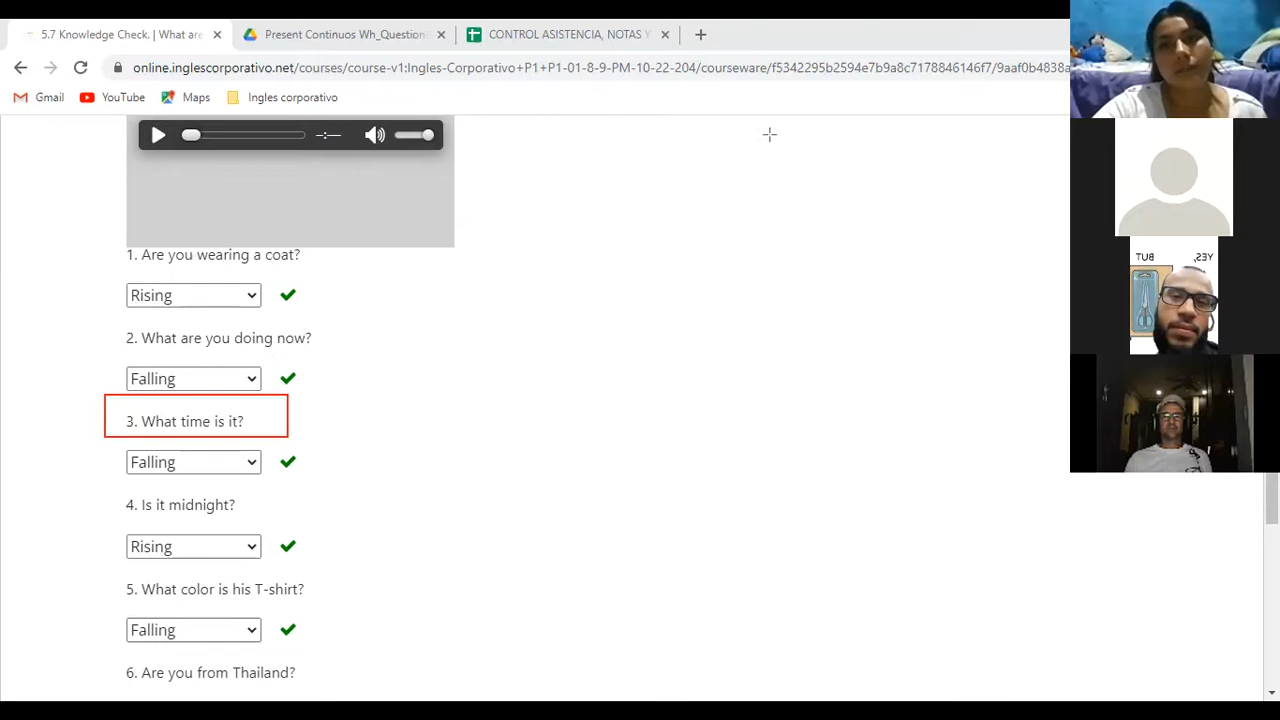 5.7 Knowledge Check. | What are
Present Continuos Wh_Question
CONTROL ASISTENCIA, NOTAS Y
online.inglescorporativo.net/courses/course-v1:Ingles-Corporativo+P1+P1-01-8-9-PM-10-22-204/courseware/f5342295b2594e7b9a8c7178846146f7/9aaf0b4838a
Gmail
YouTube
Maps
Ingles corporativo
YES,
BUT
1. Are you wearing a coat?
Rising
2. What are you doing now?
Falling
3. What time is it?
Falling
4. Is it midnight?
Rising
5. What color is his T-shirt?
Falling
6. Are you from Thailand?